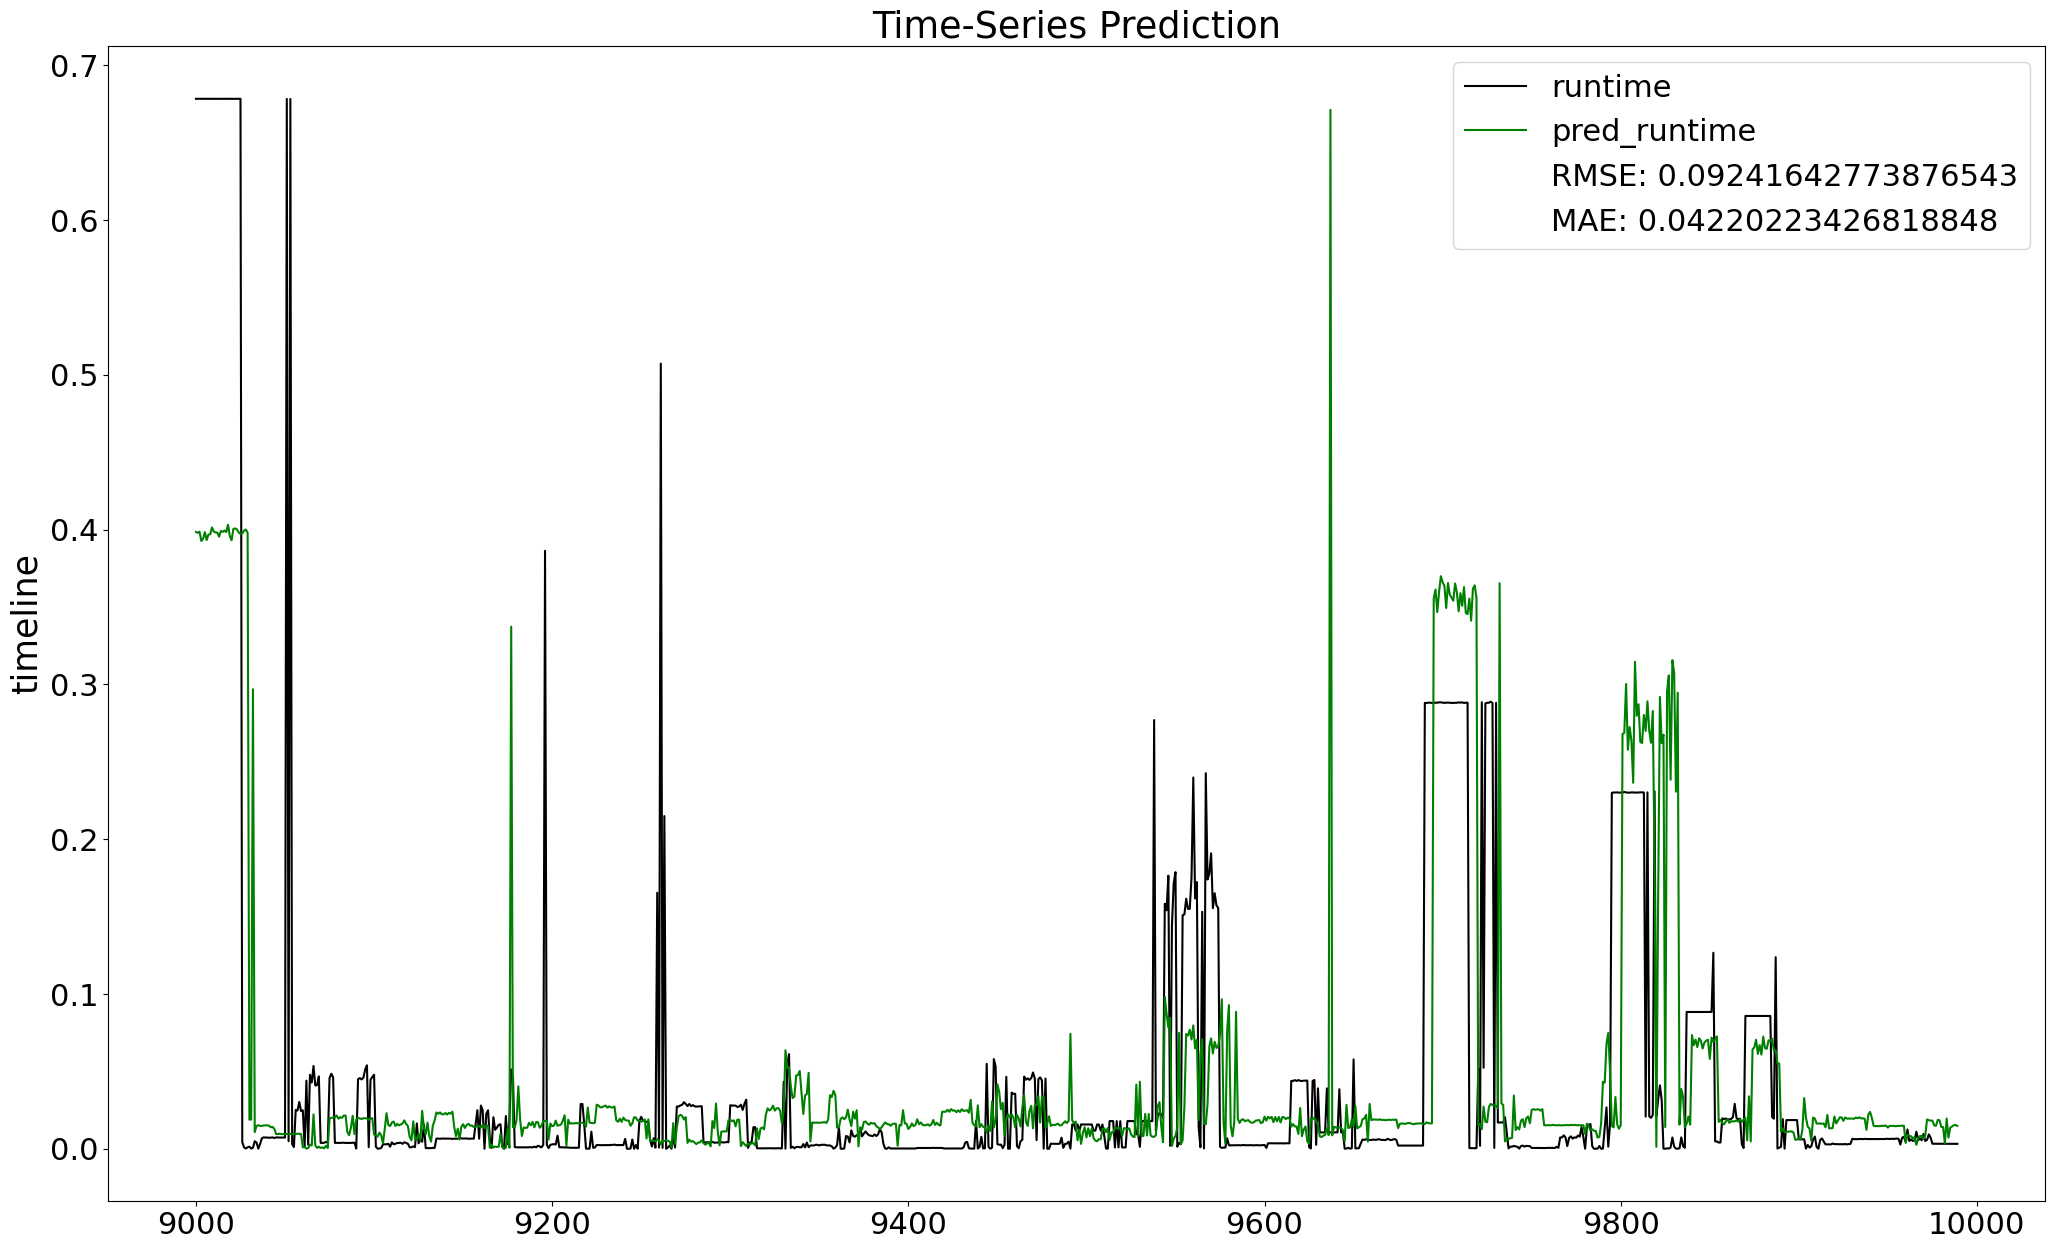 Time-Series Prediction
runtime
pred_runtime
RMSE: 0.09241642773876543
MAE: 0.04220223426818848
timeline
0.7
0.6
0.5
0.4
0.3
0.2
0.1
0.0
9000 9200 9400 9600 9800 10000